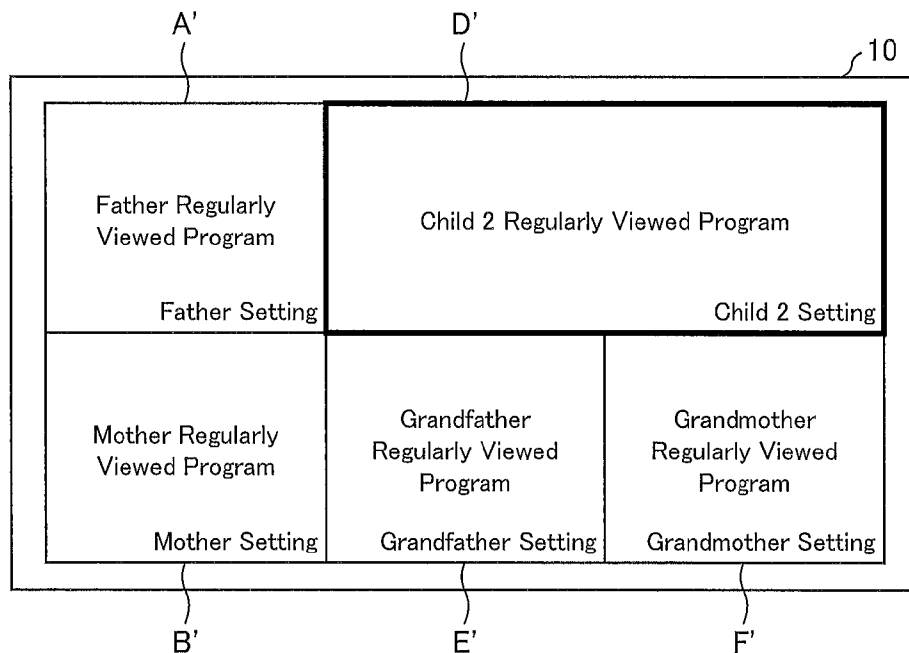 A'
D'
10
Father Regularly
Viewed Program
Father Setting
Child 2 Regularly Viewed Program
Child 2 Setting
Mother Regularly
Viewed Program
Mother Setting
Grandfather
Regularly Viewed
Program
Grandfather Setting
Grandmother
Regularly Viewed
Program
Grandmother Setting
B'
E'
F'